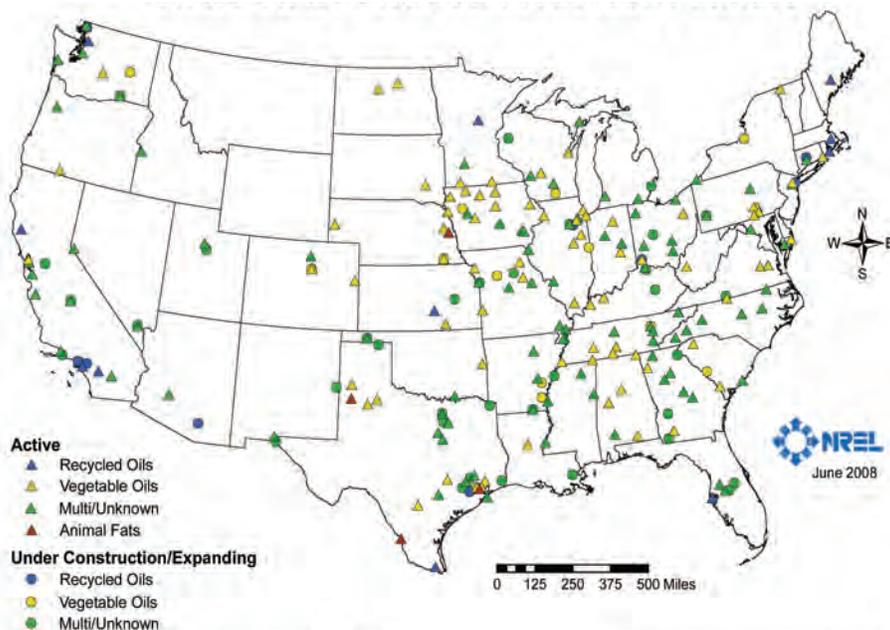 N
W E
S
NREL
June 2008
Active
Recycled Oils
Vegetable Oils
Multi/Unknown
Animal Fats
Under Construction/Expanding
Recycled Oils
Vegetable Oils
Multi/Unknown
0 125 250 375 500 Miles